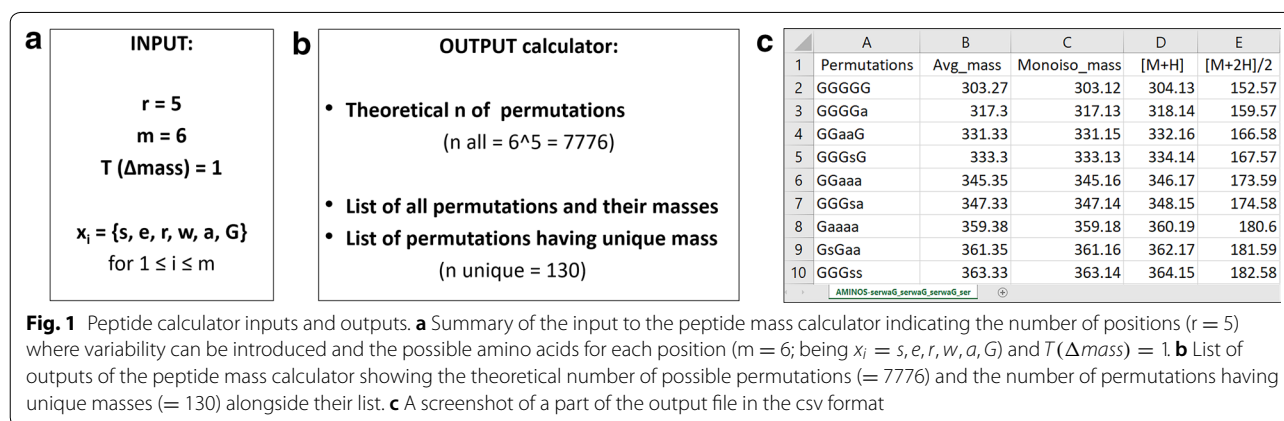 a
INPUT:
r = 5
m = 6
T (Δmass) = 1
xi = {s, e, r, w, a, G}
for 1 ≤ i ≤ m
b
OUTPUT calculator:
• Theoretical n of permutations
(n all = 6^5 = 7776)
• List of all permutations and their masses
• List of permutations having unique mass
(n unique = 130)
c
A B C D E
1 Permutations Avg_mass Monoiso_mass [M+H] [M+2H]/2
2 GGGGG 303.27 303.12 304.13 152.57
3 GGGGa 317.3 317.13 318.14 159.57
4 GGaaG 331.33 331.15 332.16 166.58
5 GGGsG 333.3 333.13 334.14 167.57
6 GGaaa 345.35 345.16 346.17 173.59
7 GGGsa 347.33 347.14 348.15 174.58
8 Gaaaa 359.38 359.18 360.19 180.6
9 GsGaa 361.35 361.16 362.17 181.59
10 GGGss 363.33 363.14 364.15 182.58
AMINOS-serwaG_serwaG_serwaG_ser
Fig. 1 Peptide calculator inputs and outputs. a Summary of the input to the peptide mass calculator indicating the number of positions (r = 5)
where variability can be introduced and the possible amino acids for each position (m = 6; being xi = s, e, r, w, a, G) and T(Δmass) = 1. b List of
outputs of the peptide mass calculator showing the theoretical number of possible permutations (= 7776) and the number of permutations having
unique masses (= 130) alongside their list. c A screenshot of a part of the output file in the csv format